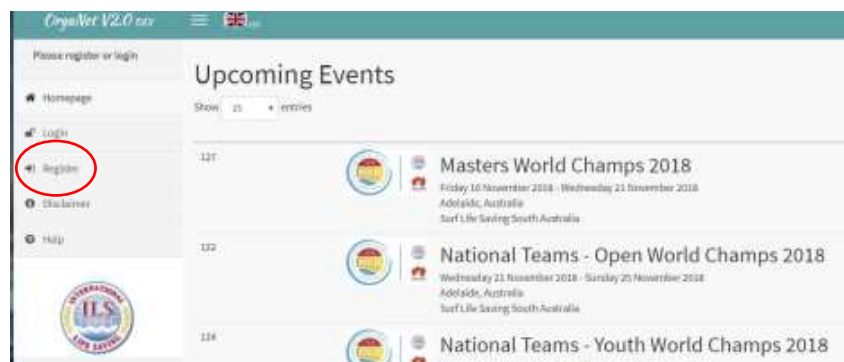 OrgaNet V2.0
Please register or login
Homepage
Login
Register
Disclaimer
Help
INTERNATIONAL
ILS
LIFE SAVING
Upcoming Events
Show 25 entries
127
Masters World Champs 2018
Friday 16 November 2018 - Wednesday 21 November 2018
Adelaide, Australia
Surf Life Saving South Australia
National Teams - Open World Champs 2018
Wednesday 21 November 2018 - Sunday 25 November 2018
Adelaide, Australia
Surf Life Saving South Australia
124
National Teams - Youth World Champs 2018